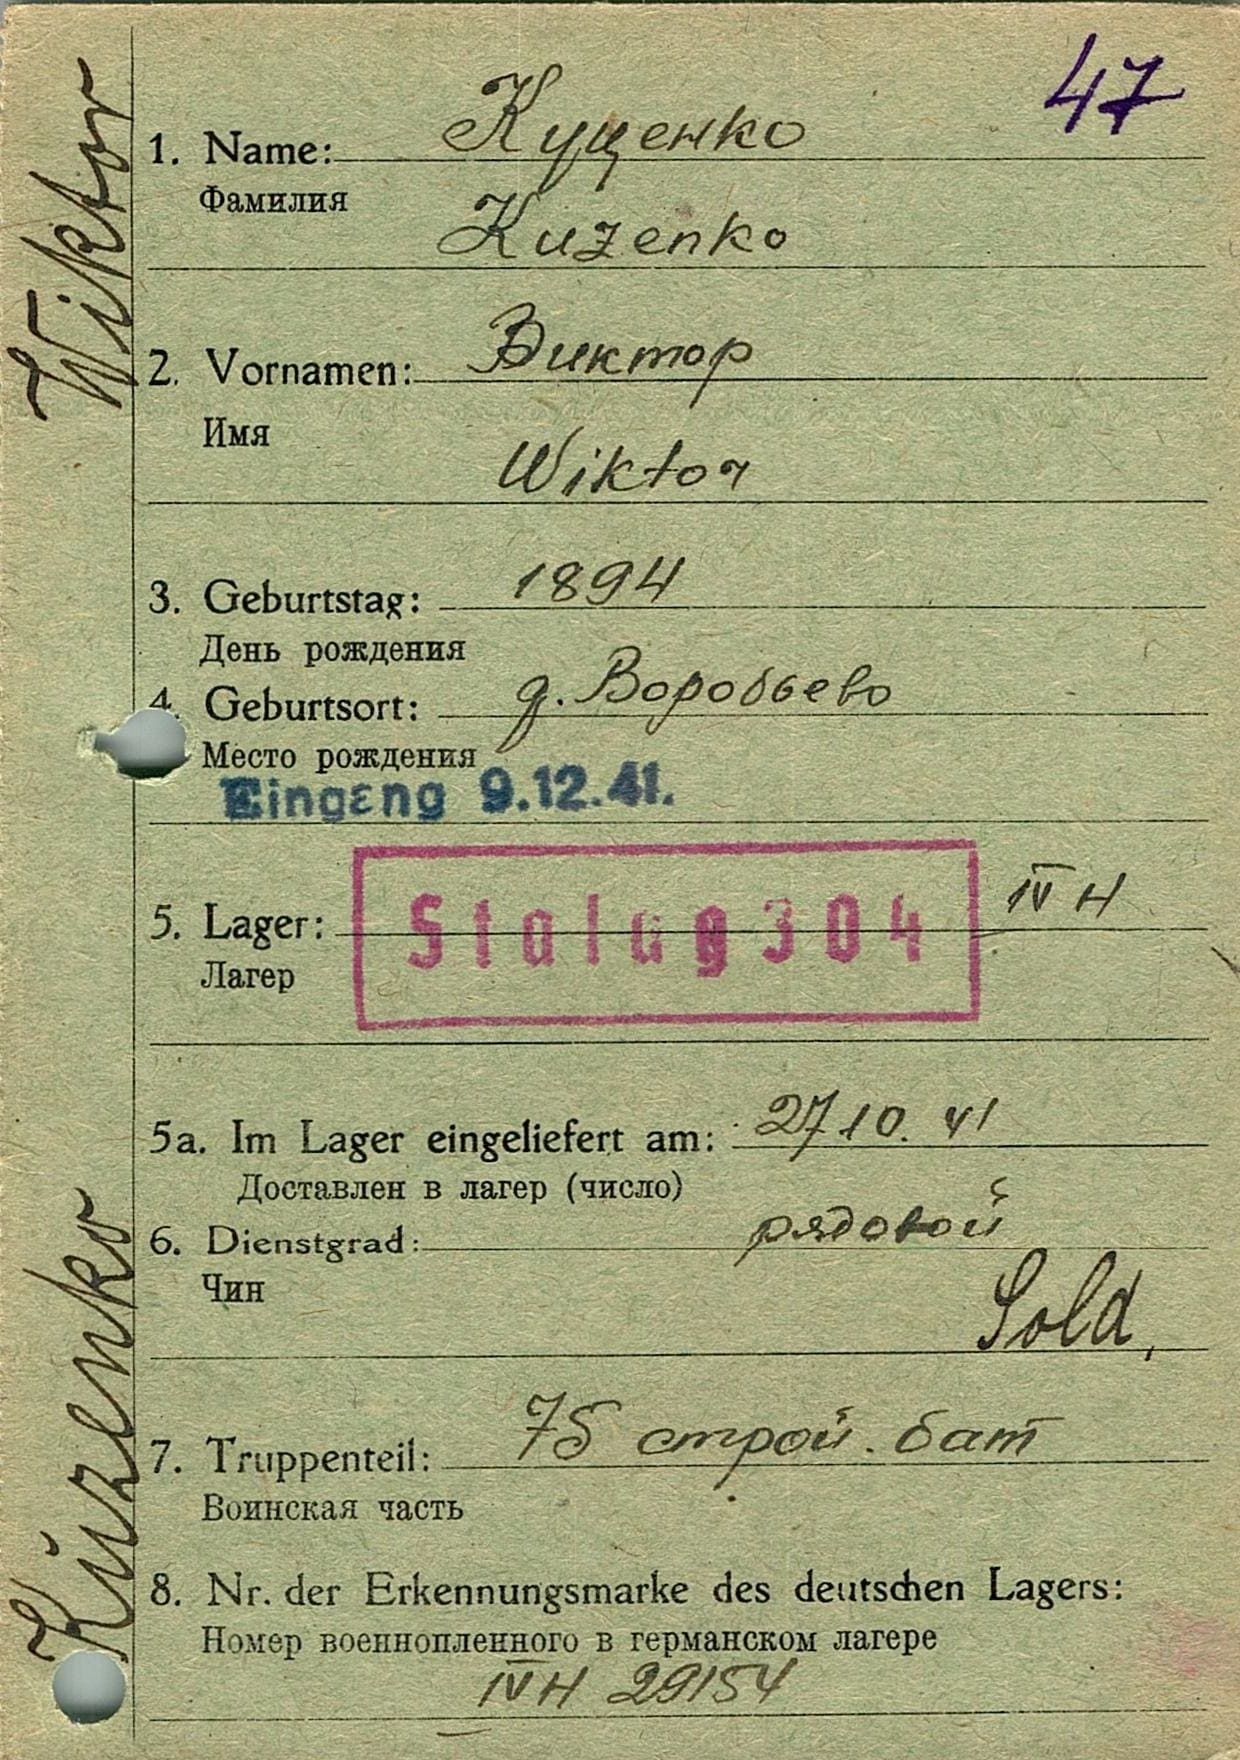 47
1. Name: Куценко
Фамилия
Kuzenko
2. Vornamen: Виктор
Имя
Wiktor
3. Geburtstag: 1894
День рождения
4. Geburtsort: д. Воробьево
Место рождения
Eingang 9.12.41.
5. Lager: Stalag 304 IV H
Лагер
5a. Im Lager eingeliefert am: 27 10. 41
Доставлен в лагер (число)
6. Dienstgrad: рядовой
Чин
Sold.
7. Truppenteil: 75 строй. бат
Воинская часть
8. Nr. der Erkennungsmarke des deutschen Lagers:
Номер военнопленного в германском лагере
IV H 29154
Kuzenko Wiktor